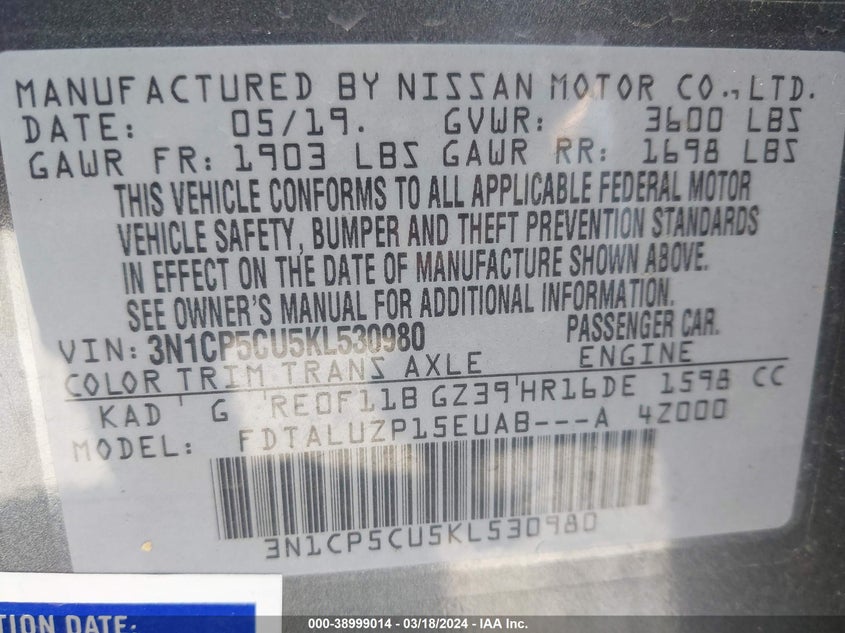 MANUFACTURED BY NISSAN MOTOR CO., LTD.
DATE: 05/19. GVWR: 3600 LBS
GAWR FR: 1903 LBS GAWR RR: 1698 LBS
THIS VEHICLE CONFORMS TO ALL APPLICABLE FEDERAL MOTOR
VEHICLE SAFETY, BUMPER AND THEFT PREVENTION STANDARDS
IN EFFECT ON THE DATE OF MANUFACTURE SHOWN ABOVE.
SEE OWNER'S MANUAL FOR ADDITIONAL INFORMATION.
VIN: 3N1CP5CU5KL530980 PASSENGER CAR.
COLOR TRIM TRANS AXLE ENGINE
KAD G RE0F11B GZ39 HR16DE 1598 CC
MODEL: FDTALUZP15EUAB---A 4Z000
3N1CP5CU5KL530980
TION DATE:
000-38999014 - 03/18/2024 - IAA Inc.